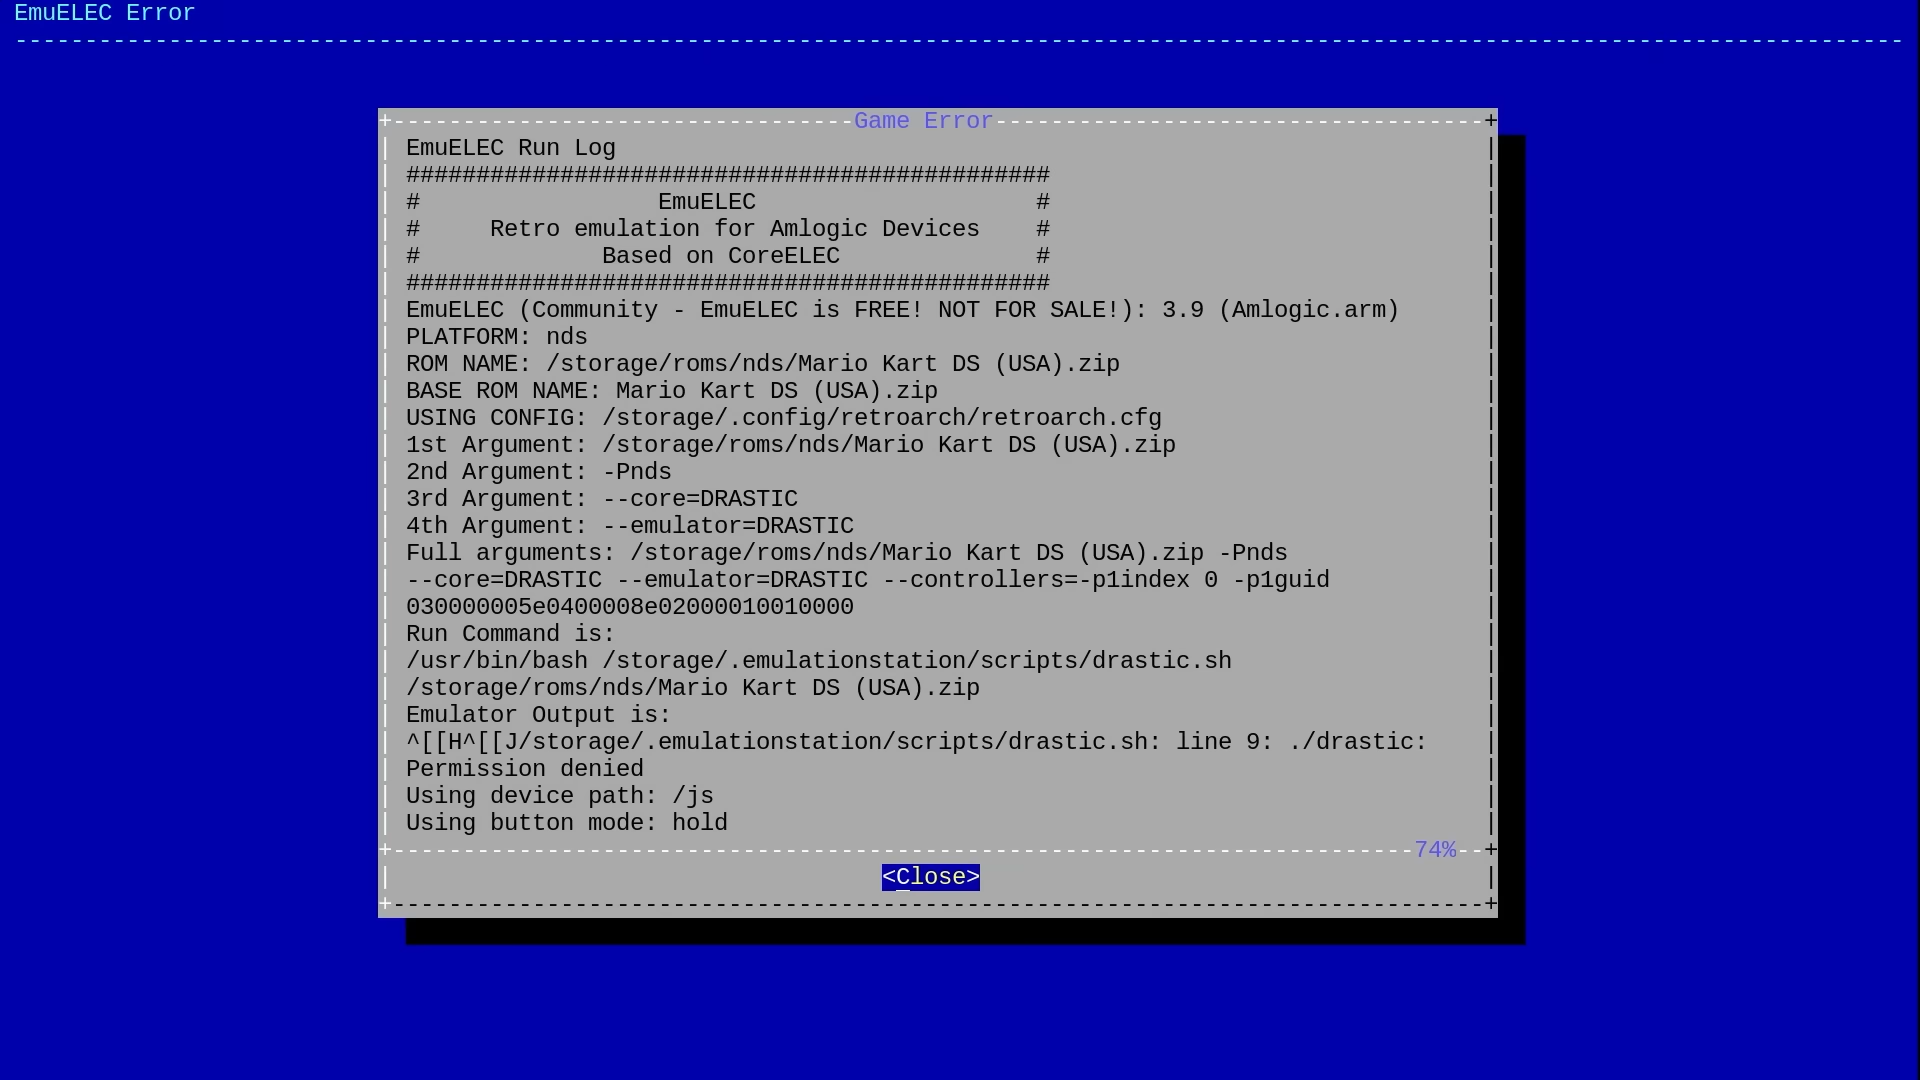 EmuELEC Error
Game Error
EmuELEC Run Log
##############################################
# EmuELEC #
# Retro emulation for Amlogic Devices #
# Based on CoreELEC #
##############################################
EmuELEC (Community - EmuELEC is FREE! NOT FOR SALE!): 3.9 (Amlogic.arm)
PLATFORM: nds
ROM NAME: /storage/roms/nds/Mario Kart DS (USA).zip
BASE ROM NAME: Mario Kart DS (USA).zip
USING CONFIG: /storage/.config/retroarch/retroarch.cfg
1st Argument: /storage/roms/nds/Mario Kart DS (USA).zip
2nd Argument: -Pnds
3rd Argument: --core=DRASTIC
4th Argument: --emulator=DRASTIC
Full arguments: /storage/roms/nds/Mario Kart DS (USA).zip -Pnds
--core=DRASTIC --emulator=DRASTIC --controllers=-p1index 0 -p1guid
030000005e0400008e02000010010000
Run Command is:
/usr/bin/bash /storage/.emulationstation/scripts/drastic.sh
/storage/roms/nds/Mario Kart DS (USA).zip
Emulator Output is:
^[[H^[[J/storage/.emulationstation/scripts/drastic.sh: line 9: ./drastic:
Permission denied
Using device path: /js
Using button mode: hold
74%
<Close>